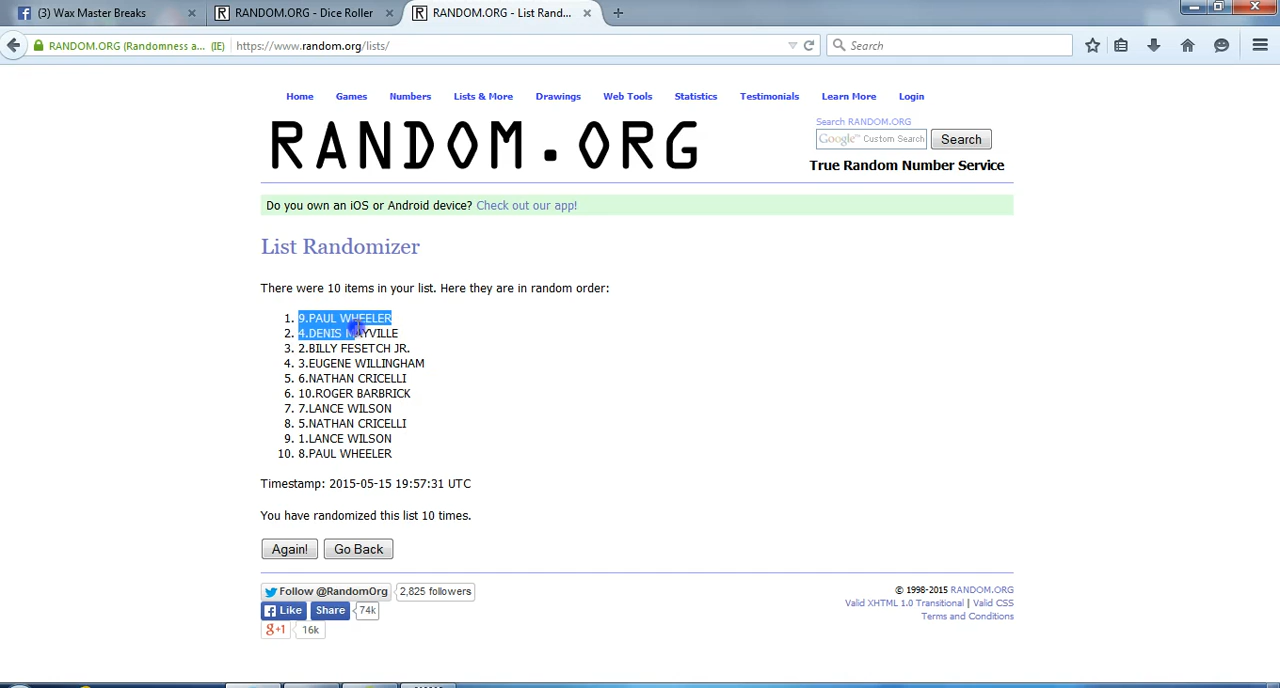 (3) Wax Master Breaks
RANDOM.ORG - Dice Roller
RANDOM.ORG - List Rand...
RANDOM.ORG (Randomness a... (IE)
https://www.random.org/lists/
Search
Home Games Numbers Lists & More Drawings Web Tools Statistics Testimonials Learn More Login
RANDOM.ORG
Search RANDOM.ORG
Google™ Custom Search
Search
True Random Number Service
Do you own an iOS or Android device? Check out our app!
List Randomizer
There were 10 items in your list. Here they are in random order:
1. 9.PAUL WHEELER
2. 4.DENIS MAYVILLE
3. 2.BILLY FESETCH JR.
4. 3.EUGENE WILLINGHAM
5. 6.NATHAN CRICELLI
6. 10.ROGER BARBRICK
7. 7.LANCE WILSON
8. 5.NATHAN CRICELLI
9. 1.LANCE WILSON
10. 8.PAUL WHEELER
Timestamp: 2015-05-15 19:57:31 UTC
You have randomized this list 10 times.
Again! Go Back
Follow @RandomOrg 2,825 followers
Like Share 74k
g+1 16k
© 1998-2015 RANDOM.ORG
Valid XHTML 1.0 Transitional | Valid CSS
Terms and Conditions